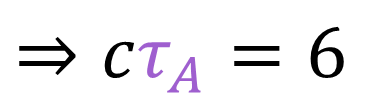 ⇒ cτ_A = 6